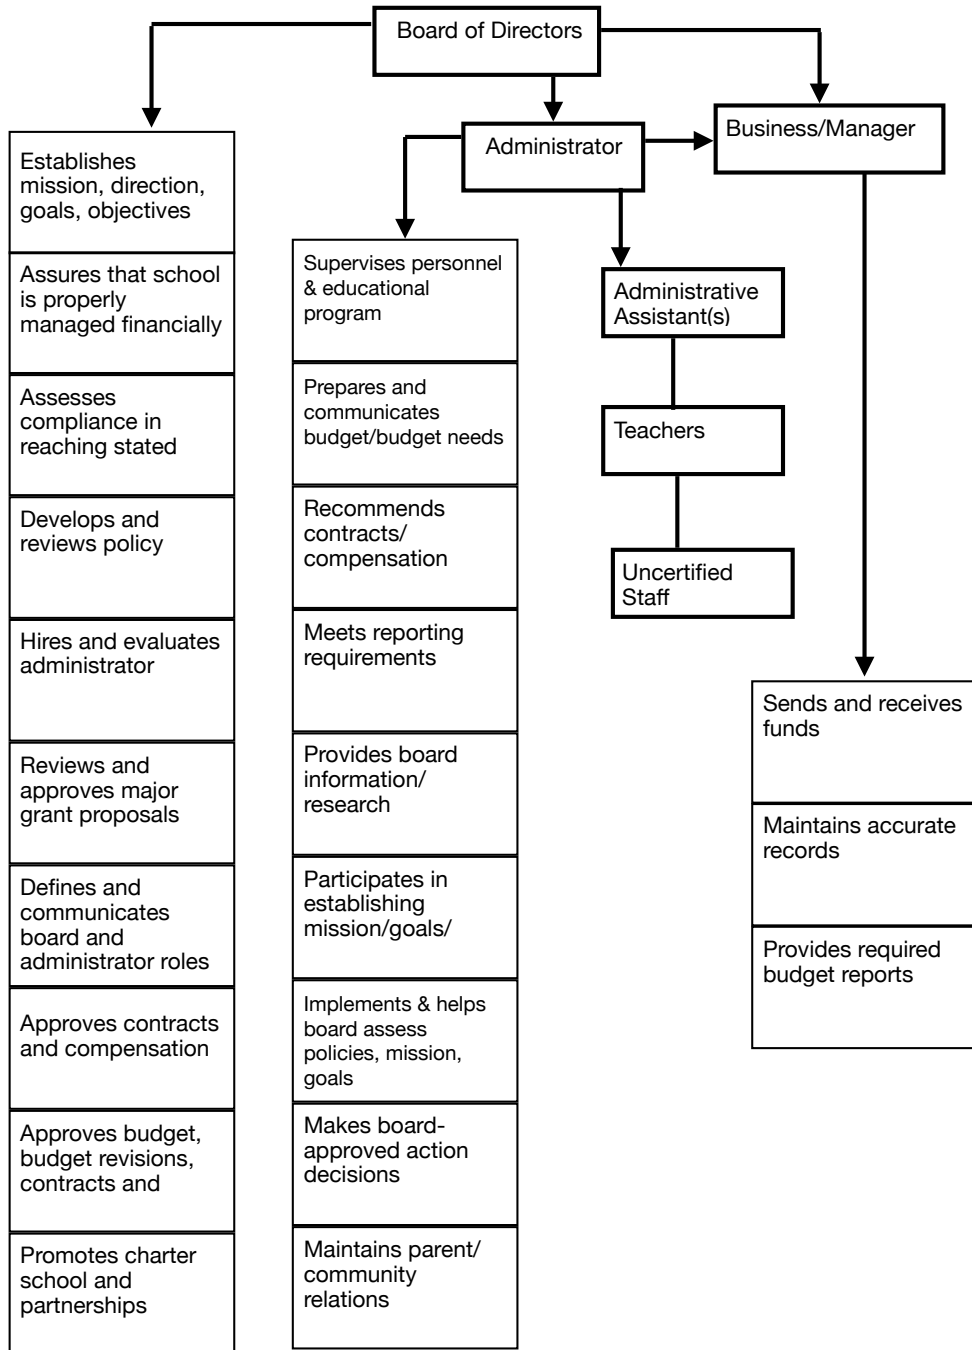 Board of Directors
Administrator
Business/Manager
Establishes
mission, direction,
goals, objectives
Assures that school
is properly
managed financially
Assesses
compliance in
reaching stated
Develops and
reviews policy
Hires and evaluates
administrator
Reviews and
approves major
grant proposals
Defines and
communicates
board and
administrator roles
Approves contracts
and compensation
Approves budget,
budget revisions,
contracts and
Promotes charter
school and
partnerships
Supervises personnel
& educational
program
Prepares and
communicates
budget/budget needs
Recommends
contracts/
compensation
Meets reporting
requirements
Provides board
information/
research
Participates in
establishing
mission/goals/
Implements & helps
board assess
policies, mission,
goals
Makes board-
approved action
decisions
Maintains parent/
community
relations
Administrative
Assistant(s)
Teachers
Uncertified
Staff
Sends and receives
funds
Maintains accurate
records
Provides required
budget reports